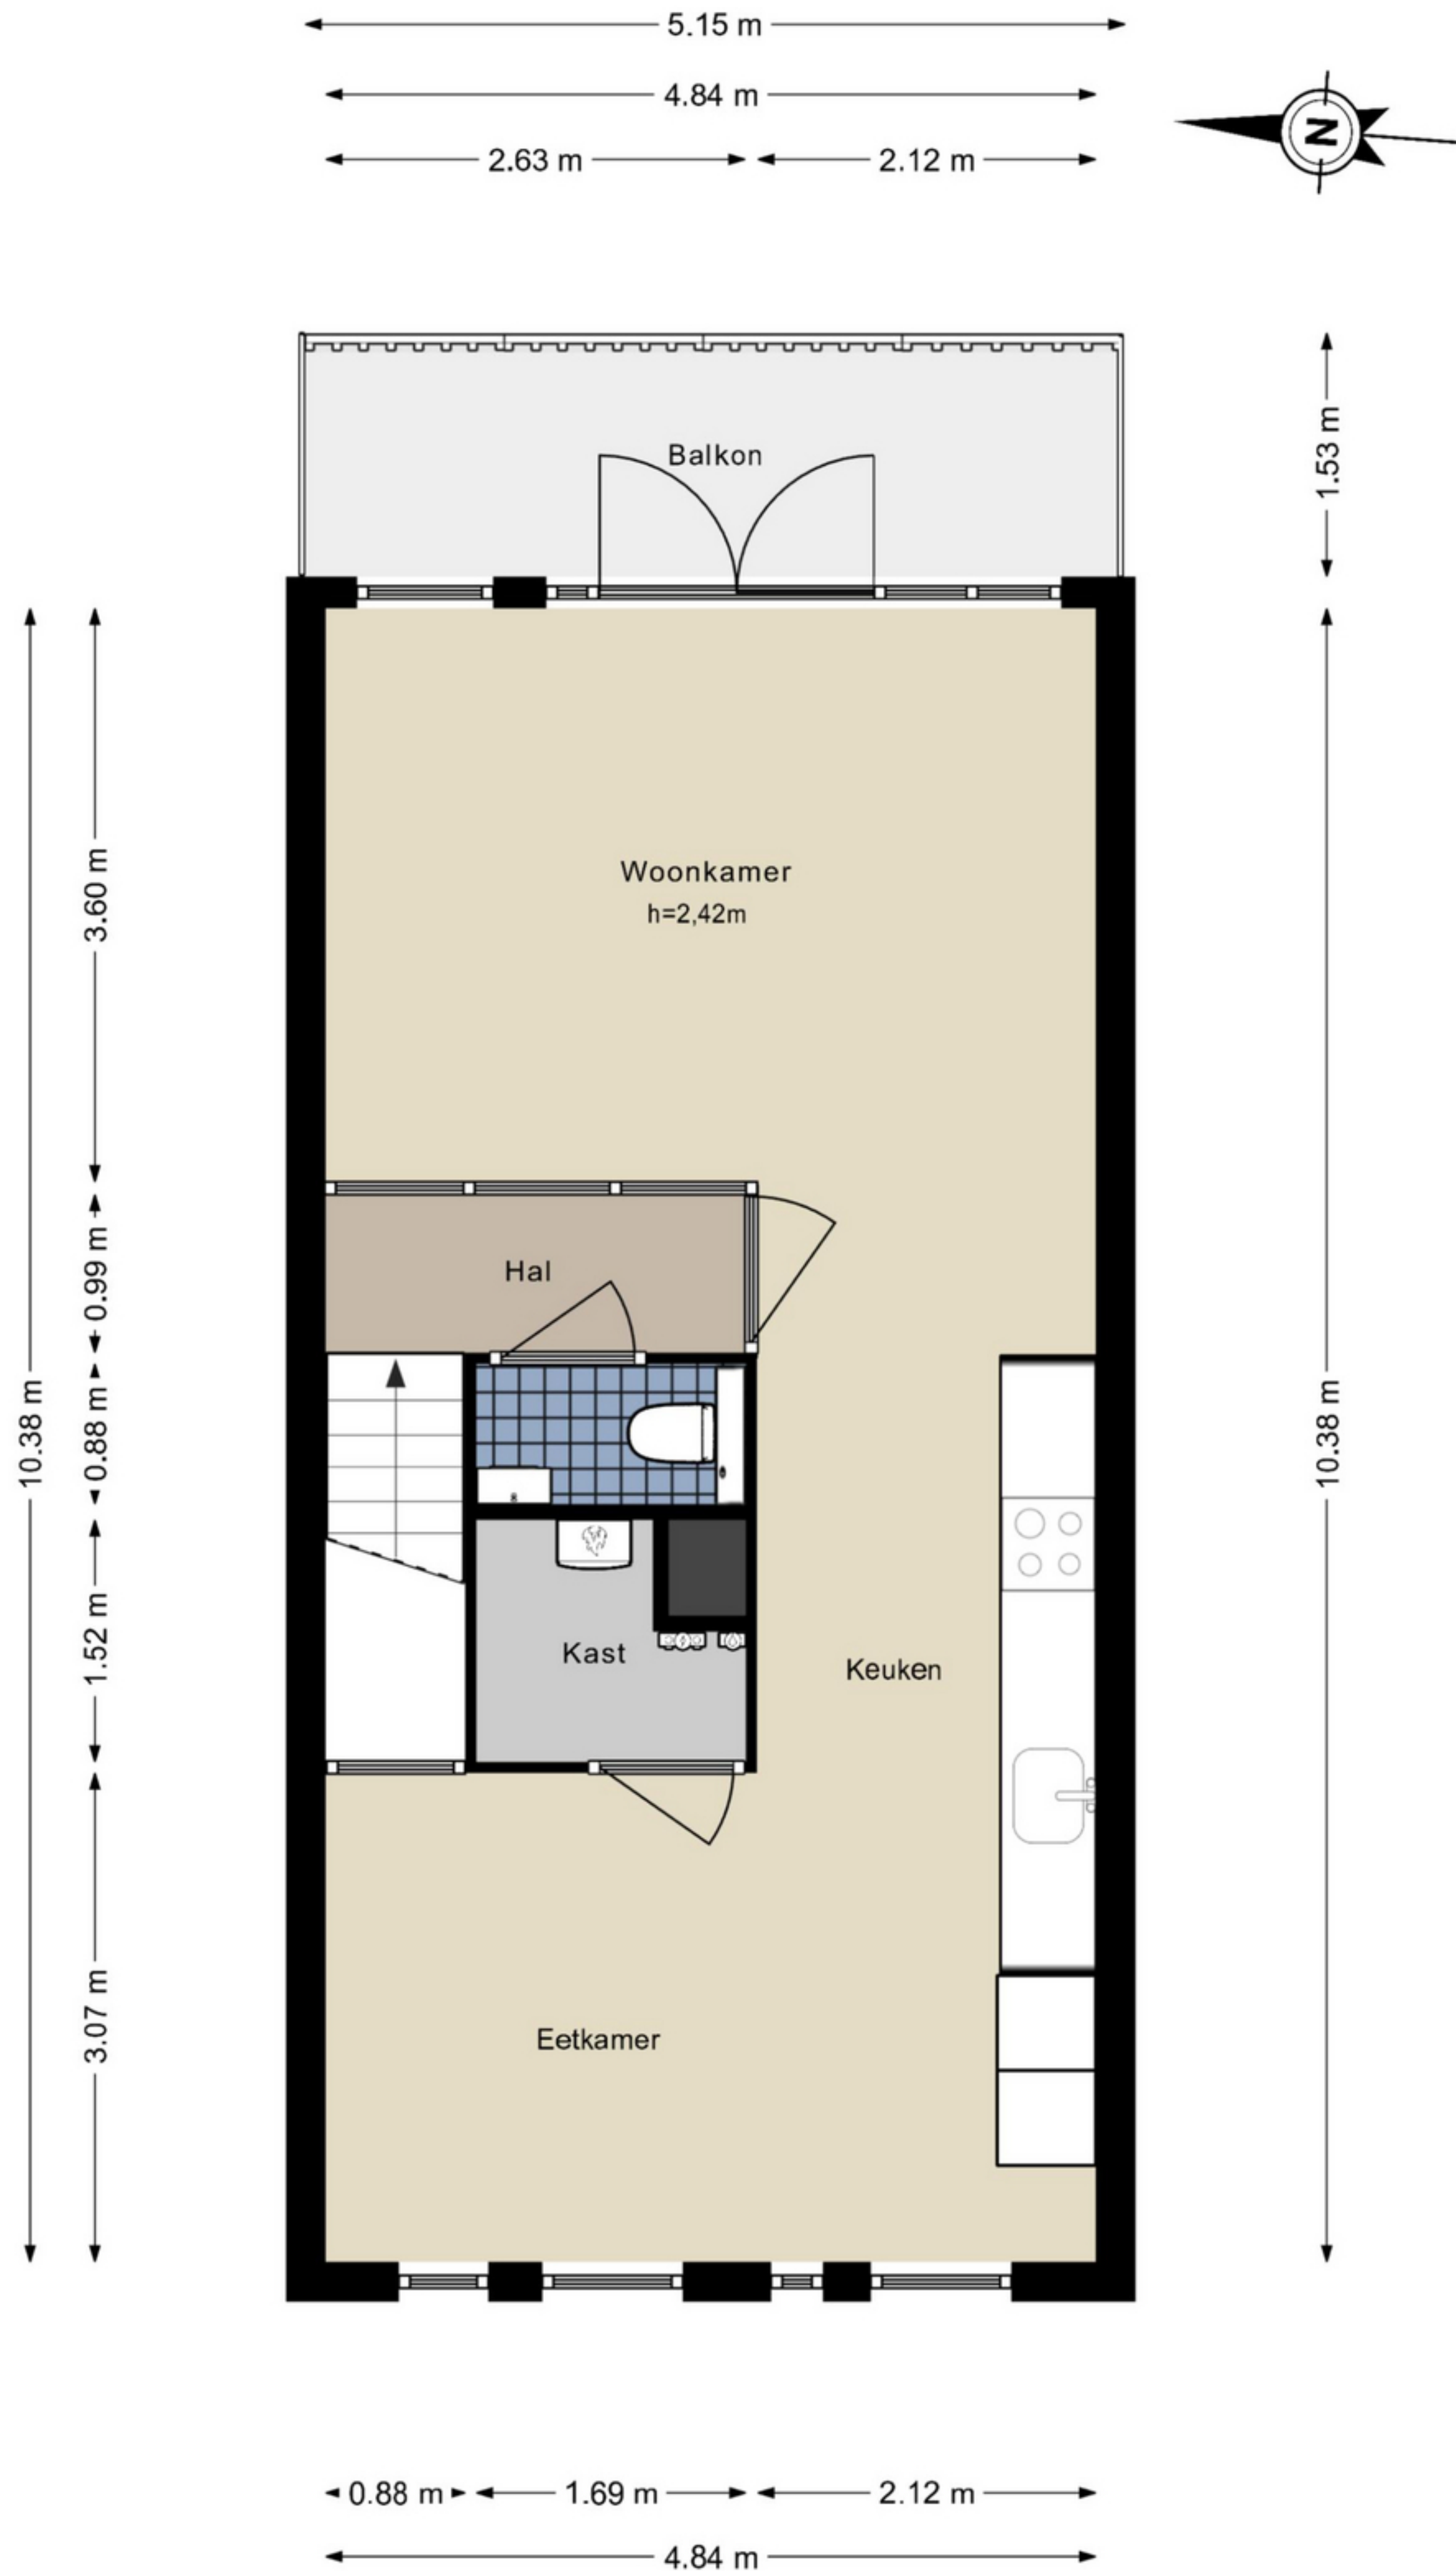 5.15 m
4.84 m
2.63 m
2.12 m
N
Balkon
1.53 m
Woonkamer
h=2,42m
3.60 m
Hal
0.99 m
10.38 m
0.88 m
10.38 m
1.52 m
Kast
Keuken
3.07 m
Eetkamer
0.88 m
1.69 m
2.12 m
4.84 m